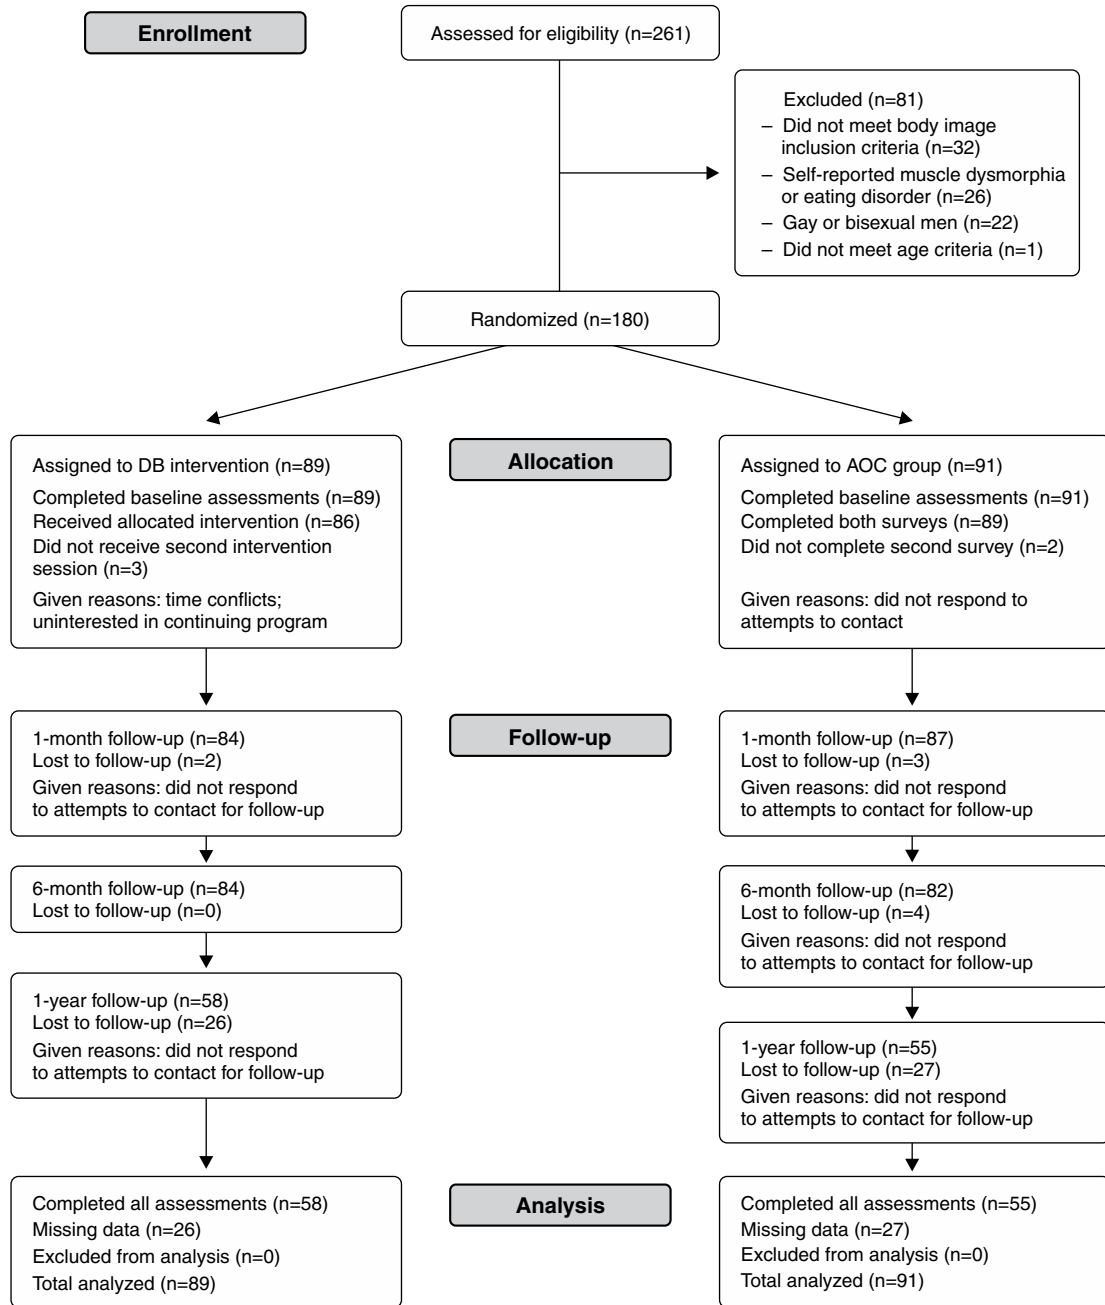 Enrollment
Assessed for eligibility (n=261)
Excluded (n=81)
– Did not meet body image
inclusion criteria (n=32)
– Self-reported muscle dysmorphia
or eating disorder (n=26)
– Gay or bisexual men (n=22)
– Did not meet age criteria (n=1)
Randomized (n=180)
Assigned to DB intervention (n=89)
Completed baseline assessments (n=89)
Received allocated intervention (n=86)
Did not receive second intervention
session (n=3)
Given reasons: time conflicts;
uninterested in continuing program
Allocation
Assigned to AOC group (n=91)
Completed baseline assessments (n=91)
Completed both surveys (n=89)
Did not complete second survey (n=2)
Given reasons: did not respond to
attempts to contact
1-month follow-up (n=84)
Lost to follow-up (n=2)
Given reasons: did not respond
to attempts to contact for follow-up
Follow-up
1-month follow-up (n=87)
Lost to follow-up (n=3)
Given reasons: did not respond
to attempts to contact for follow-up
6-month follow-up (n=84)
Lost to follow-up (n=0)
6-month follow-up (n=82)
Lost to follow-up (n=4)
Given reasons: did not respond
to attempts to contact for follow-up
1-year follow-up (n=58)
Lost to follow-up (n=26)
Given reasons: did not respond
to attempts to contact for follow-up
1-year follow-up (n=55)
Lost to follow-up (n=27)
Given reasons: did not respond
to attempts to contact for follow-up
Completed all assessments (n=58)
Missing data (n=26)
Excluded from analysis (n=0)
Total analyzed (n=89)
Analysis
Completed all assessments (n=55)
Missing data (n=27)
Excluded from analysis (n=0)
Total analyzed (n=91)